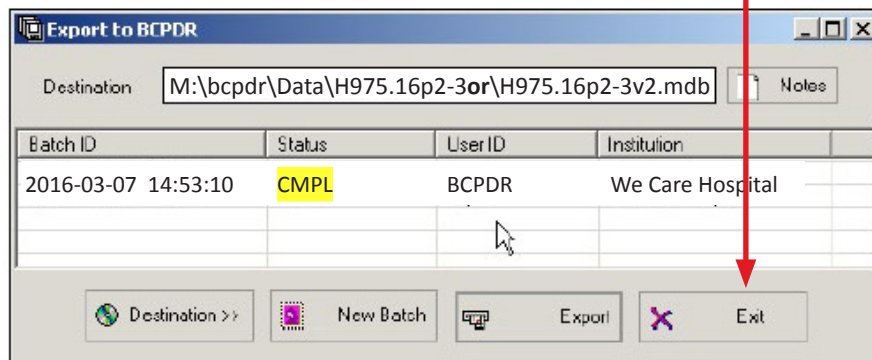 Export to BCPDR
Destination M:\bcpdr\Data\H975.16p2-3or\H975.16p2-3v2.mdb Notes
Batch ID Status User ID Institution
2016-03-07 14:53:10 CMPL BCPDR We Care Hospital
Destination >> New Batch Export Exit